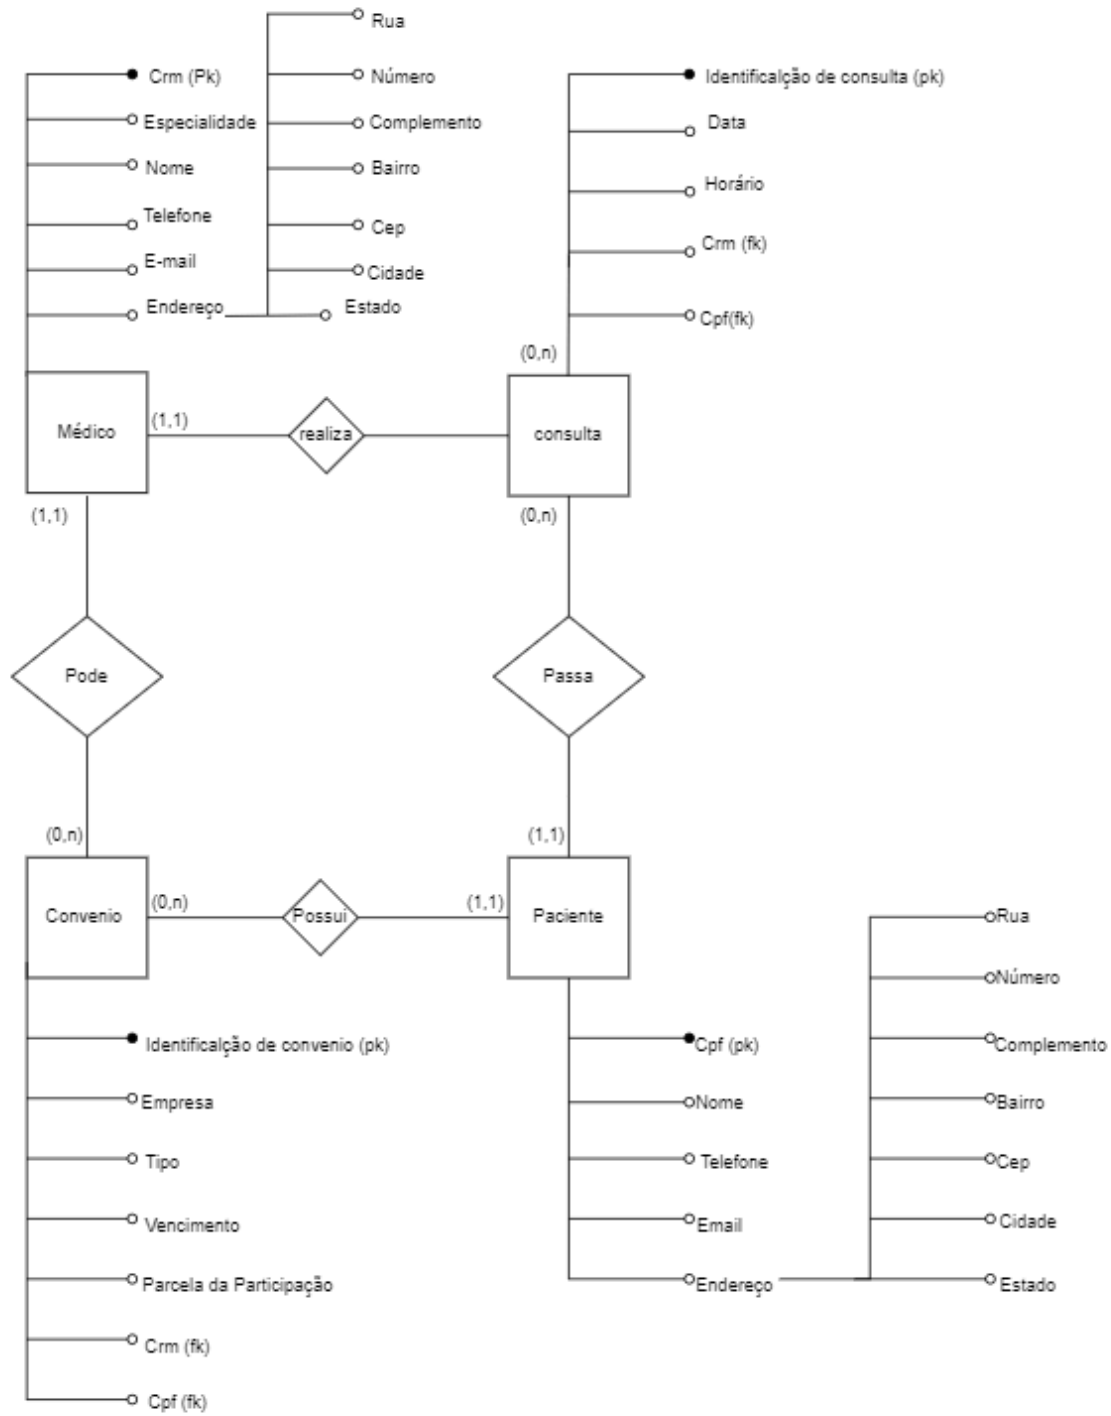 Rua
Crm (Pk)
Número
Identificalção de consulta (pk)
Especialidade
Complemento
Data
Nome
Bairro
Horário
Telefone
Cep
Crm (fk)
E-mail
Cidade
Endereço
Estado
Cpf(fk)
(0,n)
Médico
(1,1)
realiza
consulta
(1,1)
(0,n)
Pode
Passa
(0,n)
(1,1)
Convenio
(0,n)
Possui
(1,1)
Paciente
Rua
Número
Identificalção de convenio (pk)
Cpf (pk)
Complemento
Empresa
Nome
Bairro
Tipo
Telefone
Cep
Vencimento
Email
Cidade
Parcela da Participação
Endereço
Estado
Crm (fk)
Cpf (fk)